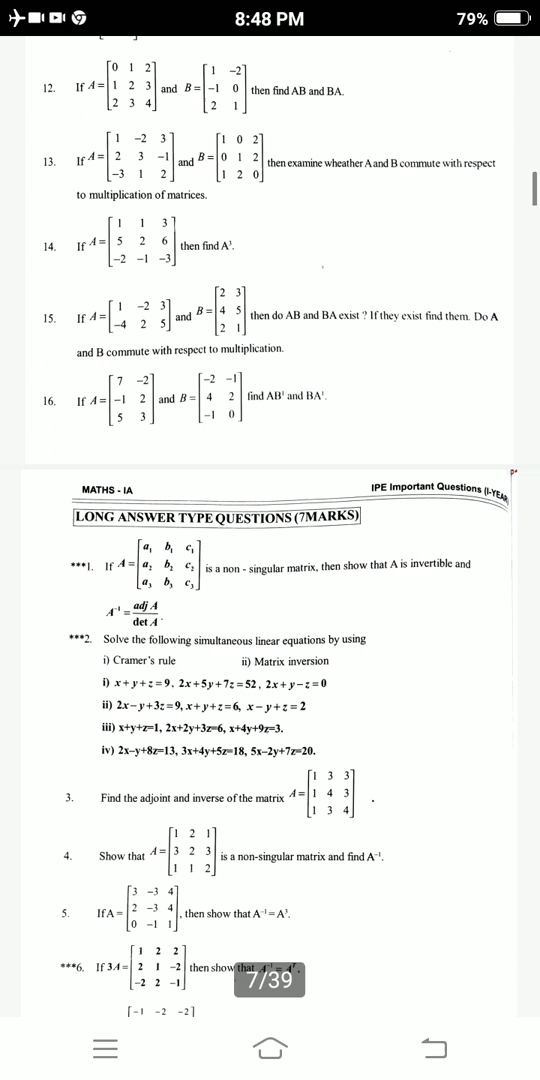 8:48 PM 79%
12. If A = [0 1 2; 1 2 3; 2 3 4] and B = [1 -2; -1 0; 2 1] then find AB and BA.
13. If A = [1 -2 3; 2 3 -1; -3 1 2] and B = [1 0 2; 0 1 2; 1 2 0] then examine wheather A and B commute with respect
to multiplication of matrices.
14. If A = [1 1 3; 5 2 6; -2 -1 -3] then find A³.
15. If A = [1 -2 3; -4 2 5] and B = [2 3; 4 5; 2 1] then do AB and BA exist ? If they exist find them. Do A
and B commute with respect to multiplication.
16. If A = [7 -2; -1 2; 5 3] and B = [-2 -1; 4 2; -1 0] find AB¹ and BA¹.
MATHS - IA IPE Important Questions (I-YEAR
LONG ANSWER TYPE QUESTIONS (7MARKS)
***1. If A = [a₁ b₁ c₁; a₂ b₂ c₂; a₃ b₃ c₃] is a non - singular matrix, then show that A is invertible and
A⁻¹ = adj A / det A .
***2. Solve the following simultaneous linear equations by using
i) Cramer's rule ii) Matrix inversion
i) x + y + z = 9, 2x + 5y + 7z = 52, 2x + y − z = 0
ii) 2x − y + 3z = 9, x + y + z = 6, x − y + z = 2
iii) x+y+z=1, 2x+2y+3z=6, x+4y+9z=3.
iv) 2x–y+8z=13, 3x+4y+5z=18, 5x–2y+7z=20.
3. Find the adjoint and inverse of the matrix A = [1 3 3; 1 4 3; 1 3 4] .
4. Show that A = [1 2 1; 3 2 3; 1 1 2] is a non-singular matrix and find A⁻¹.
5. If A = [3 -3 4; 2 -3 4; 0 -1 1], then show that A⁻¹ = A³.
***6. If 3A = [1 2 2; 2 1 -2; -2 2 -1] then show that
7/39
[-1 -2 -2]